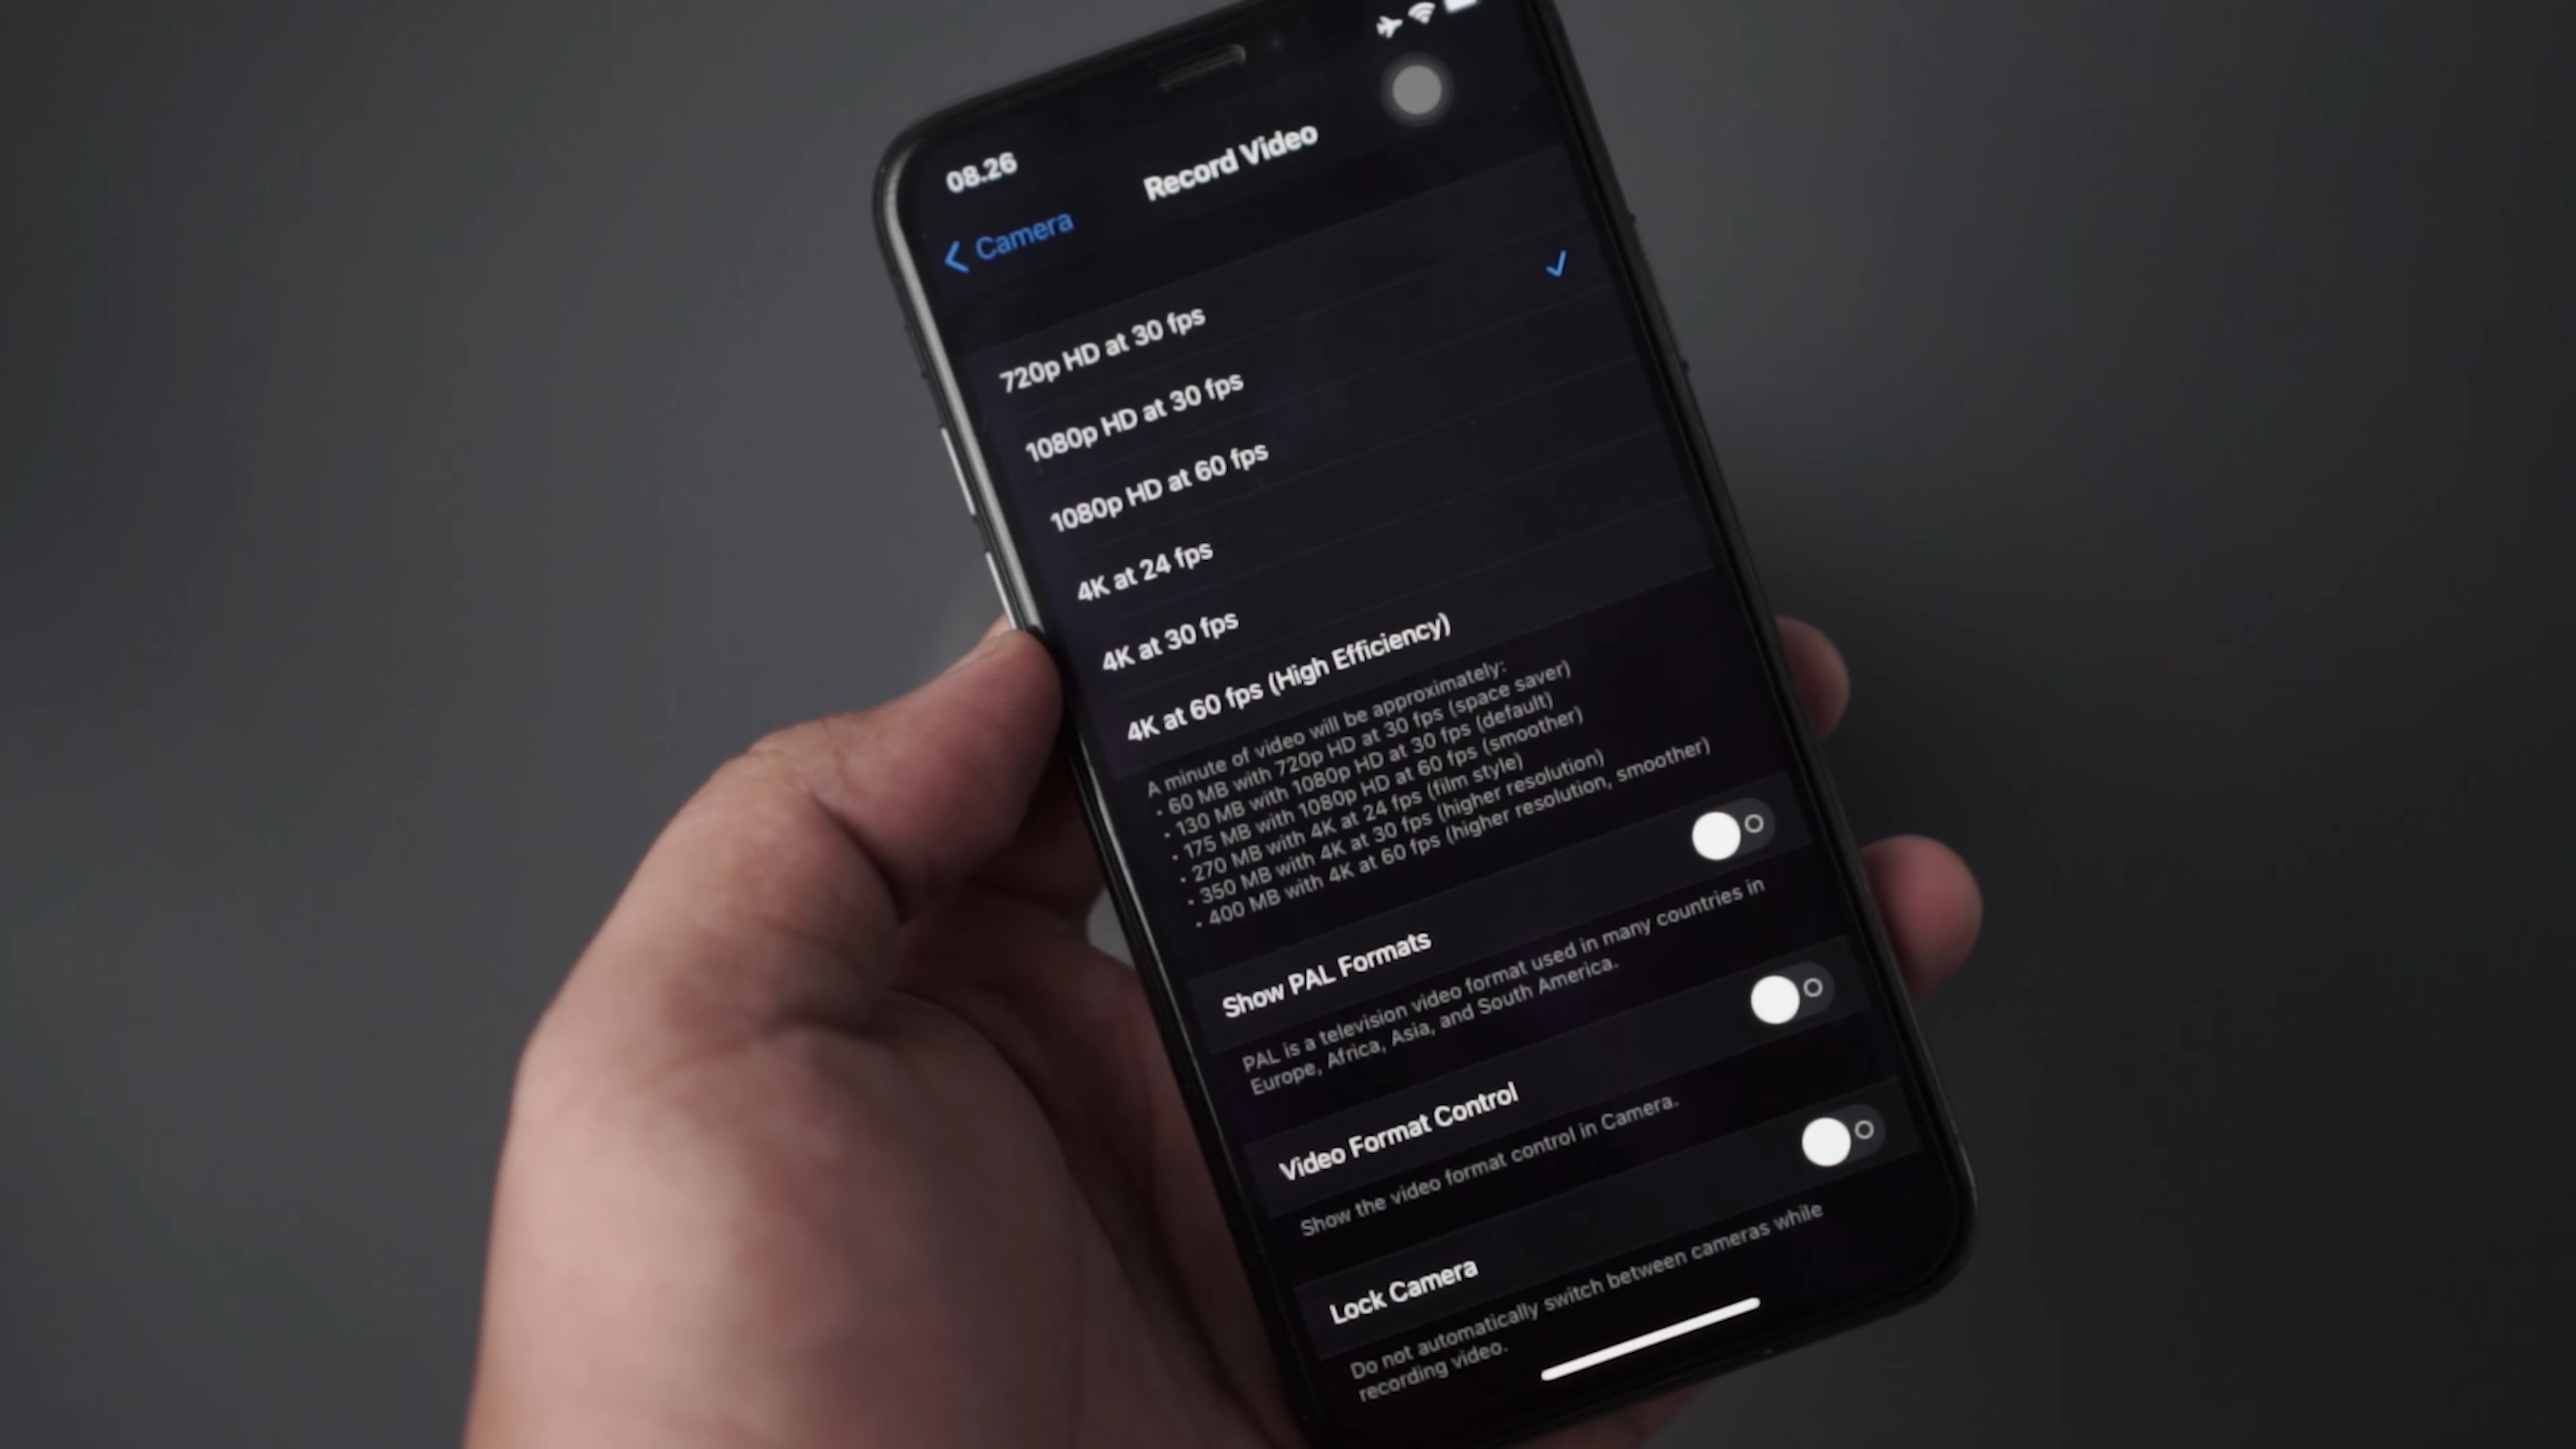 08.26
Camera
Record Video
720p HD at 30 fps
1080p HD at 30 fps
1080p HD at 60 fps
4K at 24 fps
4K at 30 fps
4K at 60 fps (High Efficiency)
A minute of video will be approximately:
• 60 MB with 720p HD at 30 fps (space saver)
• 130 MB with 1080p HD at 30 fps (default)
• 175 MB with 1080p HD at 60 fps (smoother)
• 270 MB with 4K at 24 fps (film style)
• 350 MB with 4K at 30 fps (higher resolution)
• 400 MB with 4K at 60 fps (higher resolution, smoother)
Show PAL Formats
PAL is a television video format used in many countries in
Europe, Africa, Asia, and South America.
Video Format Control
Show the video format control in Camera.
Lock Camera
Do not automatically switch between cameras while
recording video.